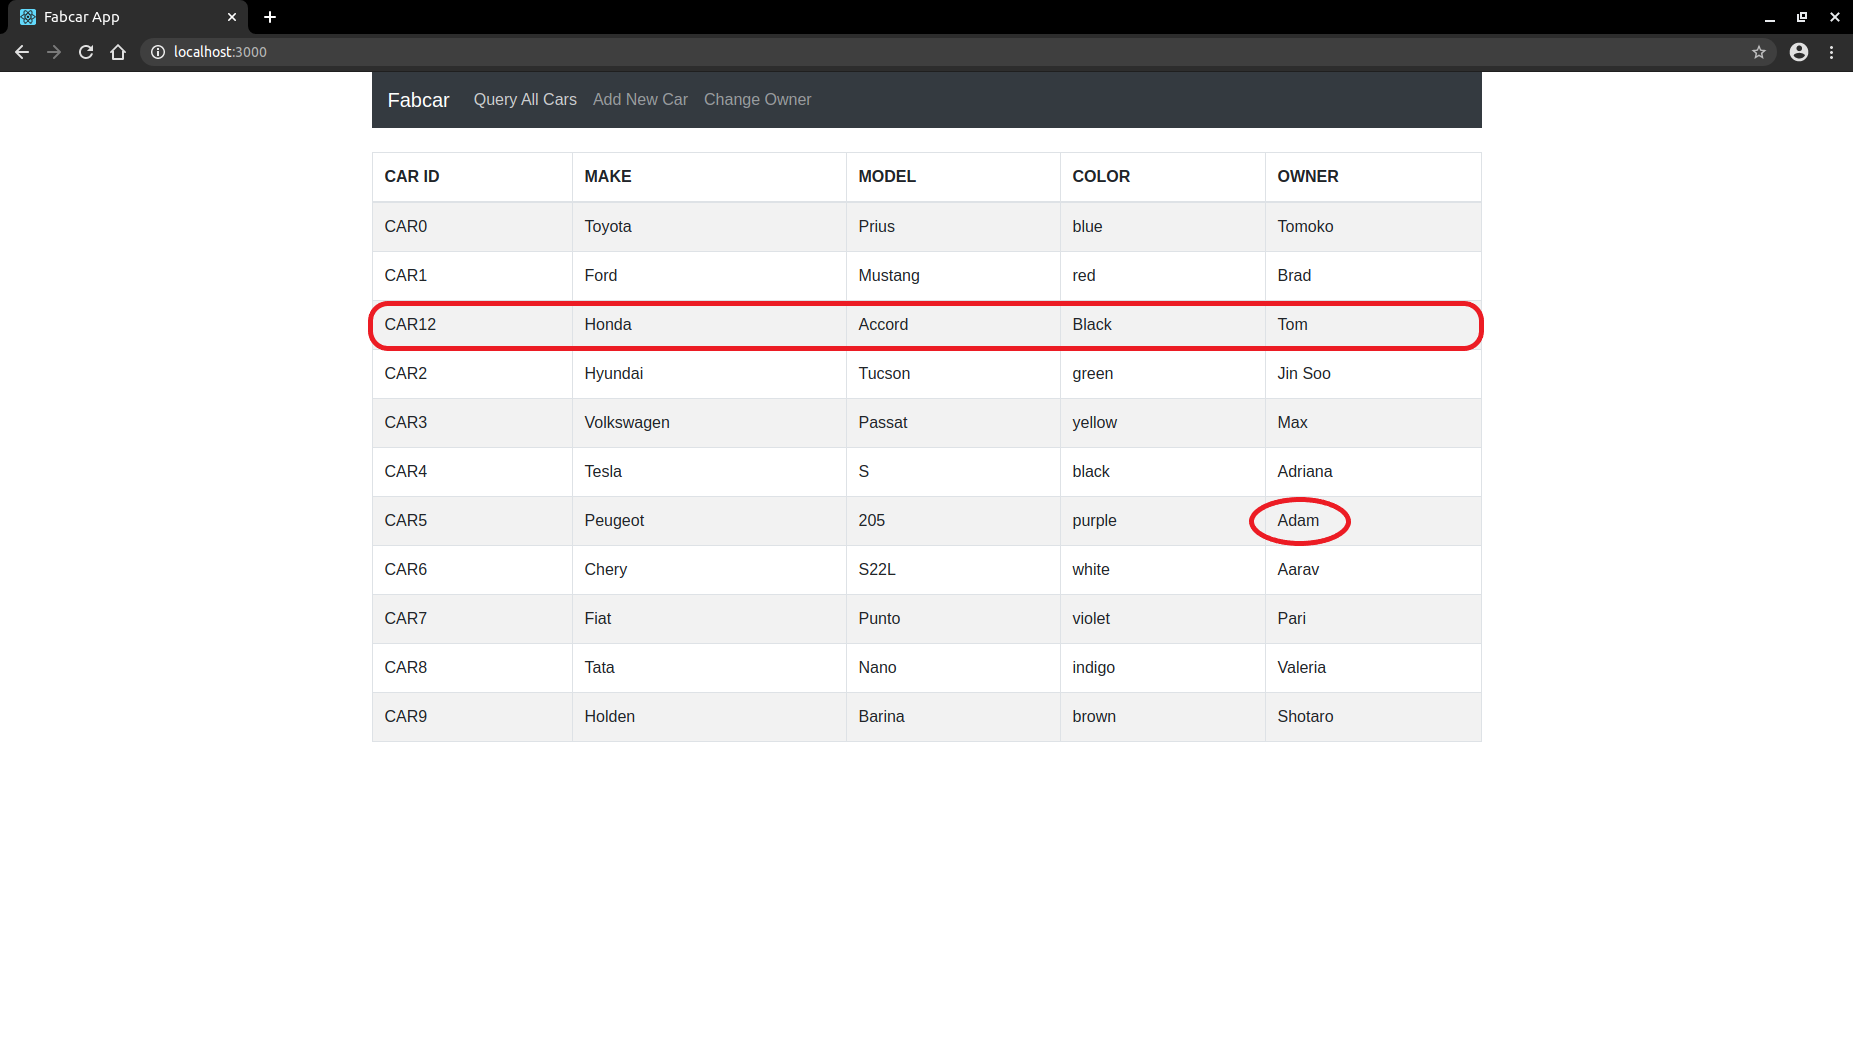 Fabcar App
localhost:3000
Fabcar Query All Cars Add New Car Change Owner
CAR ID MAKE MODEL COLOR OWNER
CAR0 Toyota Prius blue Tomoko
CAR1 Ford Mustang red Brad
CAR12 Honda Accord Black Tom
CAR2 Hyundai Tucson green Jin Soo
CAR3 Volkswagen Passat yellow Max
CAR4 Tesla S black Adriana
CAR5 Peugeot 205 purple Adam
CAR6 Chery S22L white Aarav
CAR7 Fiat Punto violet Pari
CAR8 Tata Nano indigo Valeria
CAR9 Holden Barina brown Shotaro